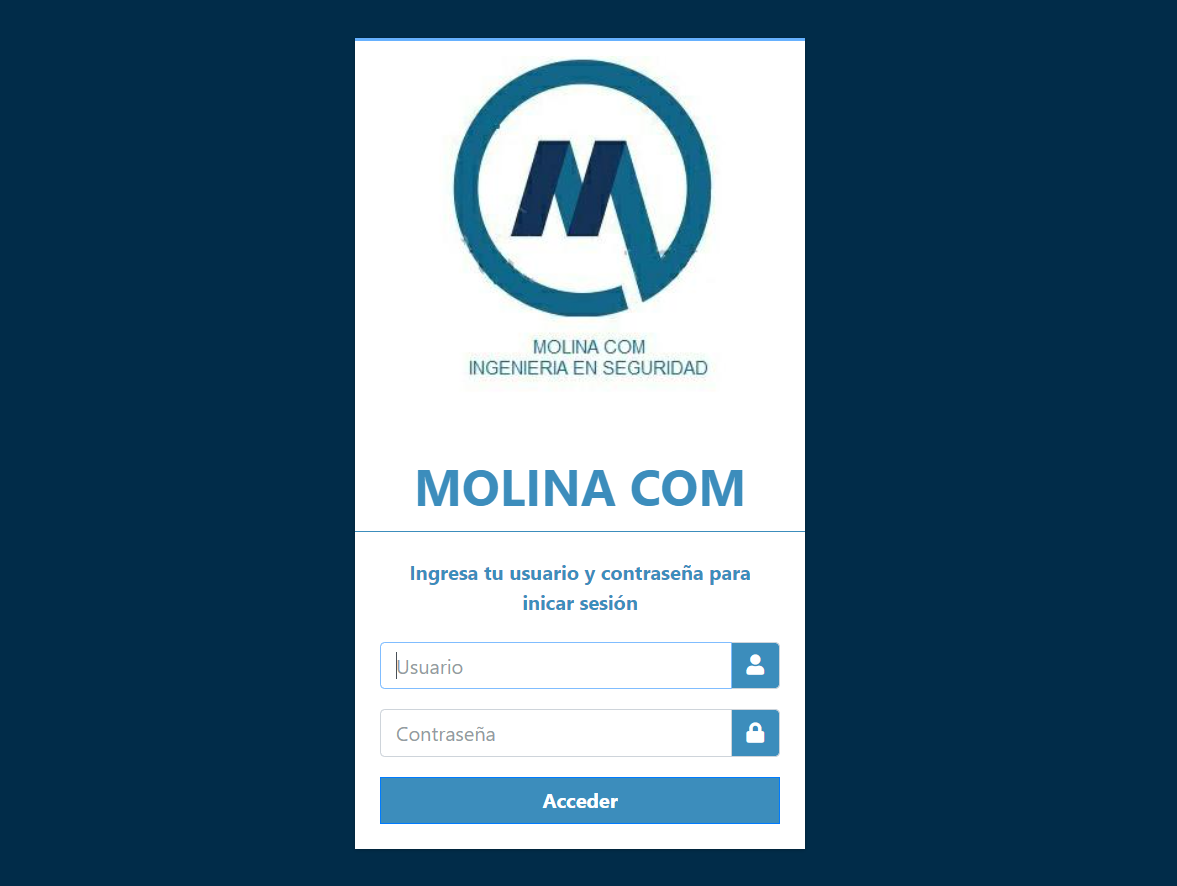 MOLINA COM
INGENIERIA EN SEGURIDAD
MOLINA COM
Ingresa tu usuario y contraseña para
inicar sesión
Usuario
Contraseña
Acceder